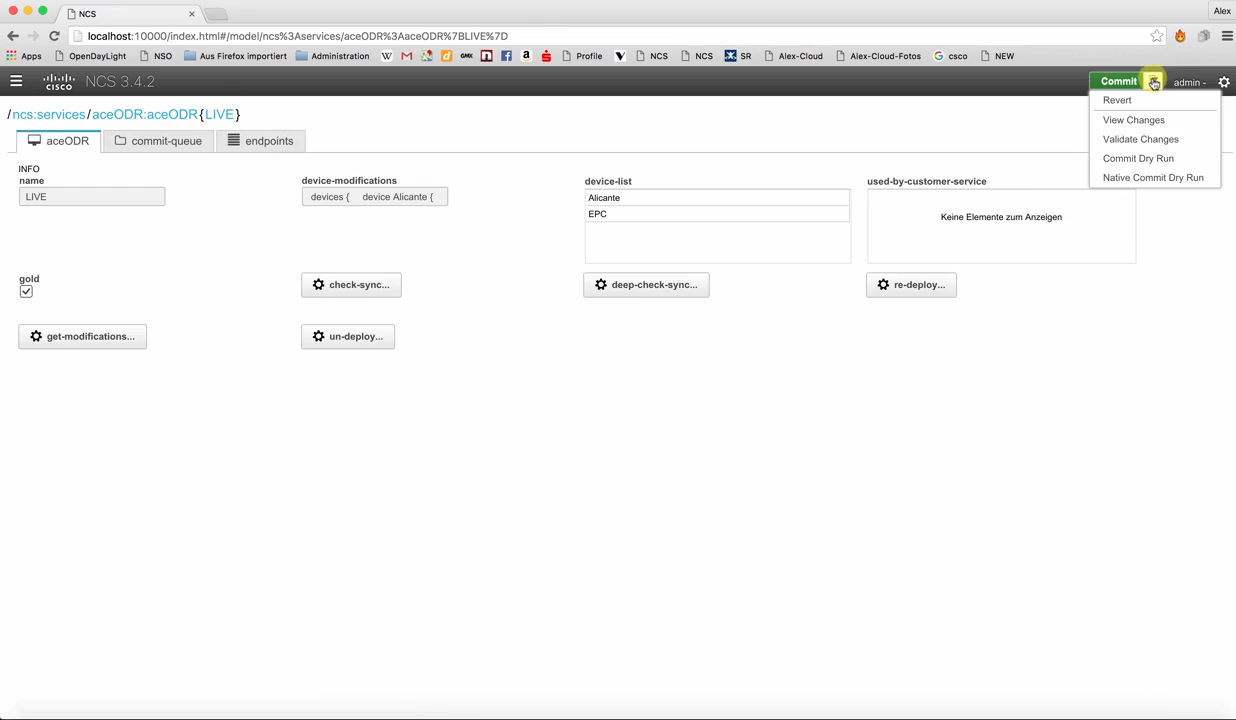 NCS
Alex
localhost:10000/index.html#/model/ncs%3Aservices/aceODR%3AaceODR%7BLIVE%7D
Apps OpenDayLight NSO Aus Firefox importiert Administration W Profile NCS NCS SR Alex-Cloud Alex-Cloud-Fotos csco NEW
cisco NCS 3.4.2 Commit admin -
Revert
View Changes
Validate Changes
Commit Dry Run
Native Commit Dry Run
/ncs:services/aceODR:aceODR{LIVE}
aceODR commit-queue endpoints
INFO
name device-modifications device-list used-by-customer-service
LIVE devices { device Alicante { Alicante
EPC Keine Elemente zum Anzeigen
gold
check-sync... deep-check-sync... re-deploy...
get-modifications... un-deploy...